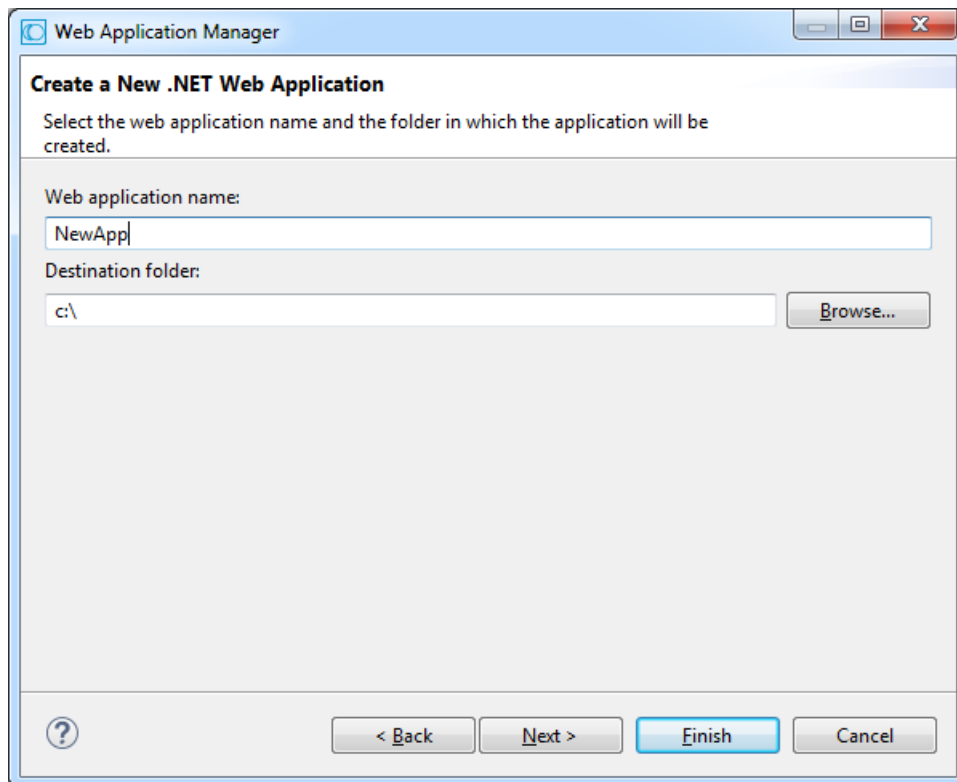 Web Application Manager
Create a New .NET Web Application
Select the web application name and the folder in which the application will be
created.
Web application name:
NewApp
Destination folder:
c:\
Browse...
?
< Back
Next >
Finish
Cancel